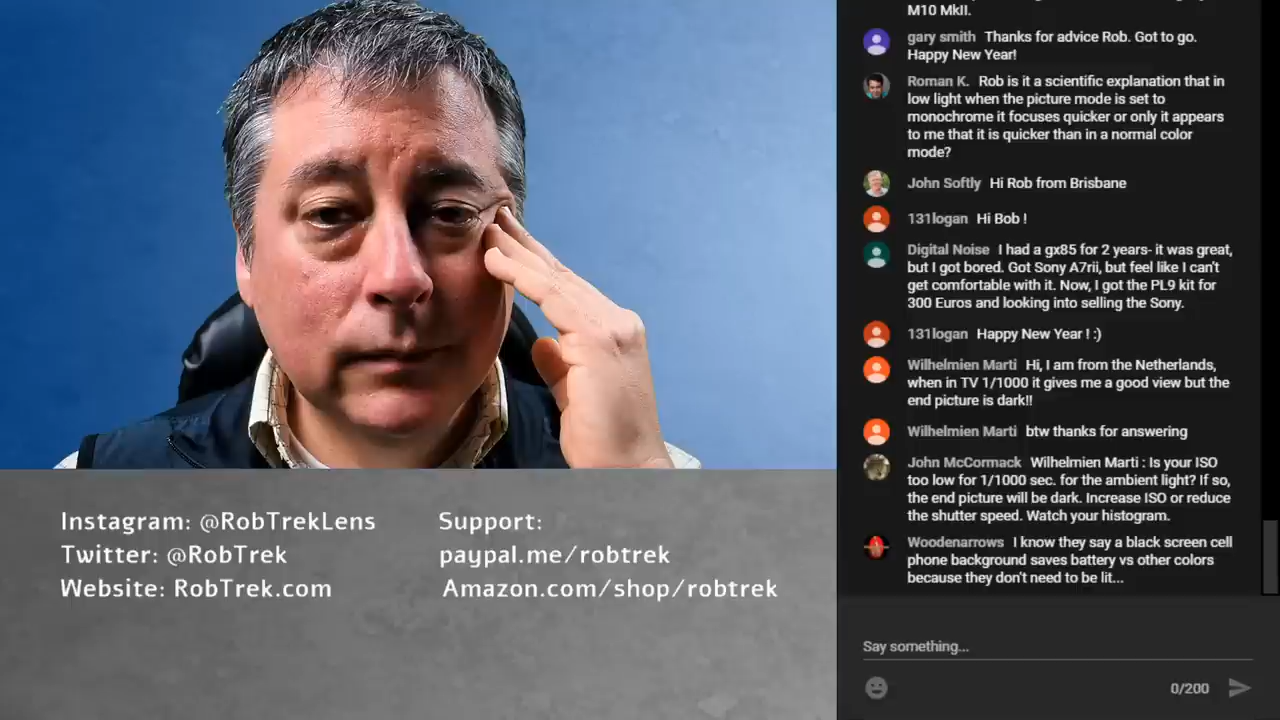 Instagram: @RobTrekLens
Twitter: @RobTrek
Website: RobTrek.com
Support:
paypal.me/robtrek
Amazon.com/shop/robtrek
M10 MkII.
gary smith Thanks for advice Rob. Got to go.
Happy New Year!
Roman K. Rob is it a scientific explanation that in
low light when the picture mode is set to
monochrome it focuses quicker or only it appears
to me that it is quicker than in a normal color
mode?
John Softly Hi Rob from Brisbane
131logan Hi Bob !
Digital Noise I had a gx85 for 2 years- it was great,
but I got bored. Got Sony A7rii, but feel like I can't
get comfortable with it. Now, I got the PL9 kit for
300 Euros and looking into selling the Sony.
131logan Happy New Year ! :)
Wilhelmien Marti Hi, I am from the Netherlands,
when in TV 1/1000 it gives me a good view but the
end picture is dark!!
Wilhelmien Marti btw thanks for answering
John McCormack Wilhelmien Marti : Is your ISO
too low for 1/1000 sec. for the ambient light? If so,
the end picture will be dark. Increase ISO or reduce
the shutter speed. Watch your histogram.
Woodenarrows I know they say a black screen cell
phone background saves battery vs other colors
because they don't need to be lit...
Say something...
0/200